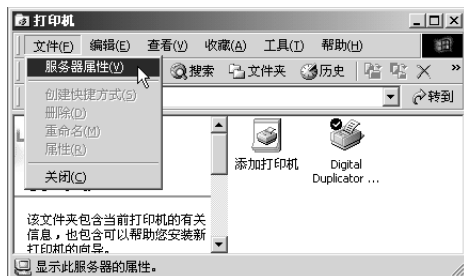 打印机
文件(F) 编辑(E) 查看(V) 收藏(A) 工具(T) 帮助(H)
服务器属性(V)
搜索 文件夹 历史 »
创建快捷方式(S)
转到
删除(D)
重命名(M)
属性(R)
关闭(C)
添加打印机
Digital
Duplicator ...
该文件夹包含当前打印机的有关
信息，也包含可以帮助您安装新
打印机的向导。
显示此服务器的属性。